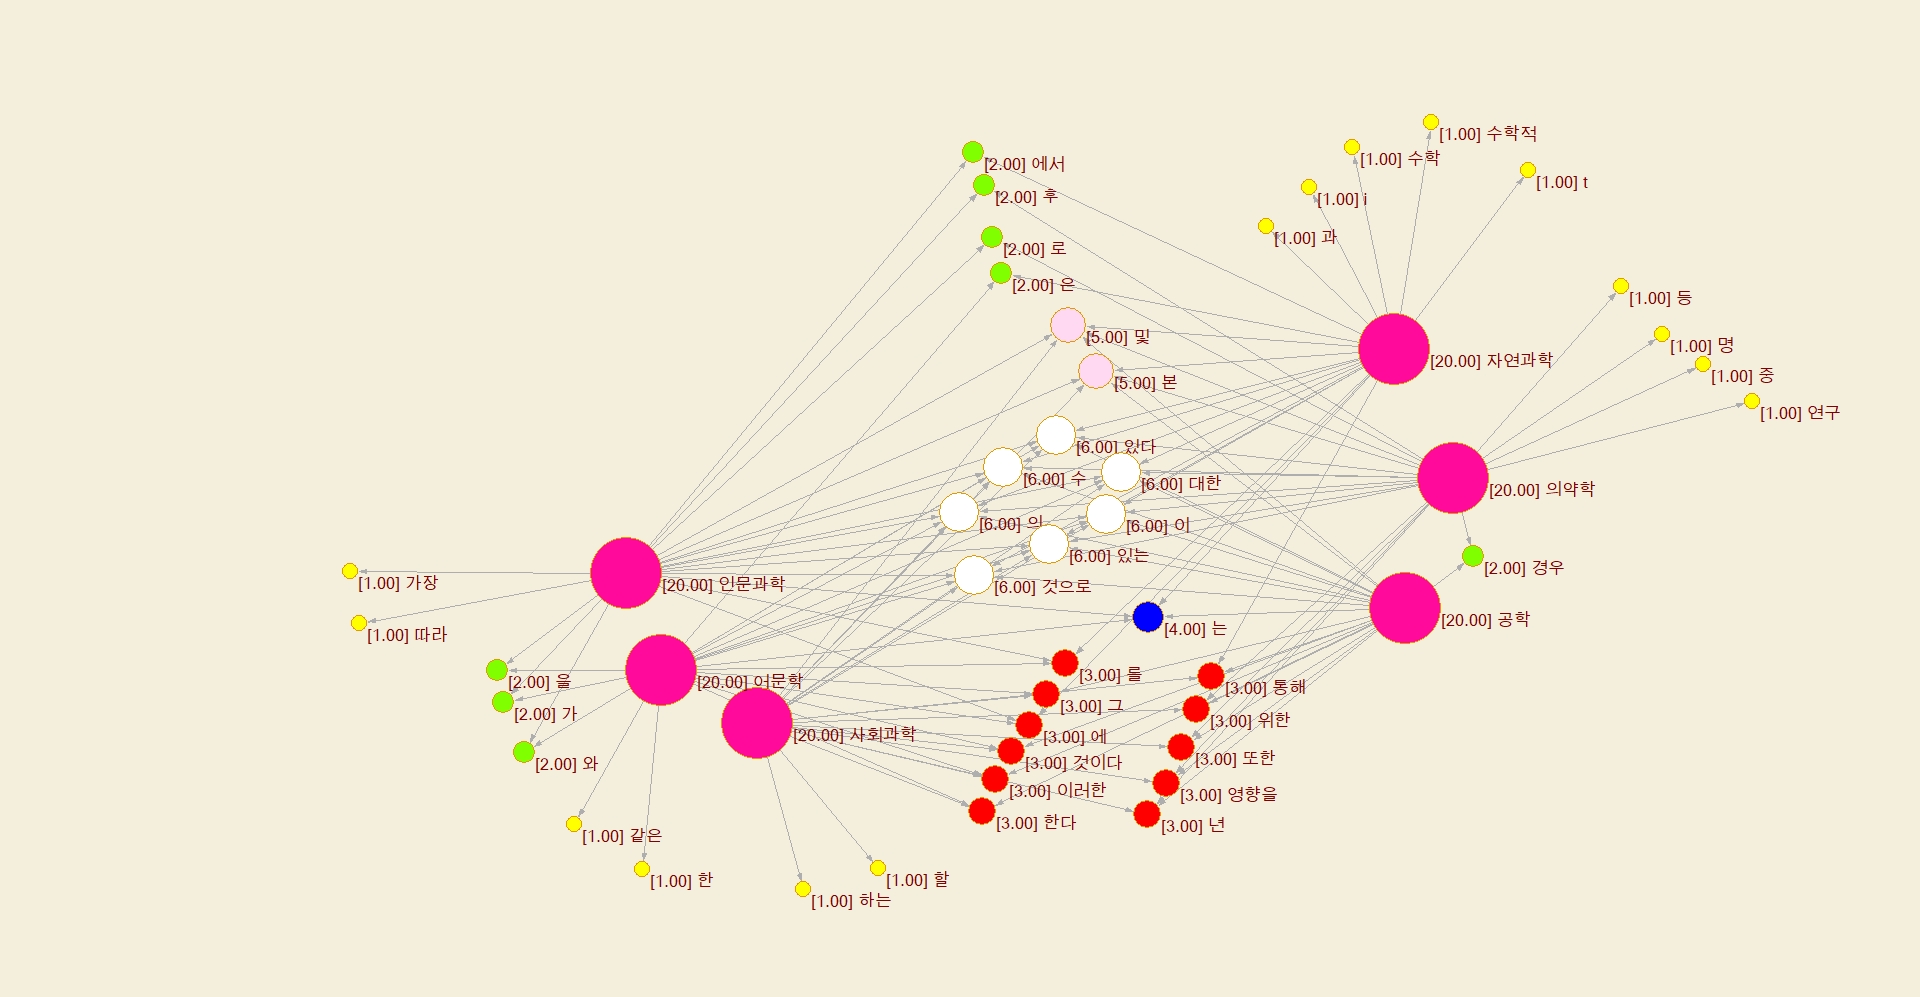 [1.00] 수학적
[1.00] 수학
[2.00] 에서
[1.00] t
[2.00] 후
[1.00] i
[1.00] 과
[2.00] 로
[2.00] 은
[1.00] 등
[5.00] 및
[1.00] 명
[20.00] 자연과학
[1.00] 중
[5.00] 본
[1.00] 연구
[6.00] 있다
[6.00] 수
[6.00] 대한
[20.00] 의약학
[6.00] 의
[6.00] 이
[6.00] 있는
[2.00] 경우
[1.00] 가장
[20.00] 인문과학
[6.00] 것으로
[20.00] 공학
[4.00] 는
[1.00] 따라
[3.00] 를
[2.00] 을
[20.00] 어문학
[3.00] 통해
[3.00] 그
[2.00] 가
[3.00] 위한
[20.00] 사회과학
[3.00] 에
[3.00] 또한
[2.00] 와
[3.00] 것이다
[3.00] 이러한
[3.00] 영향을
[3.00] 한다
[3.00] 년
[1.00] 같은
[1.00] 한
[1.00] 할
[1.00] 하는